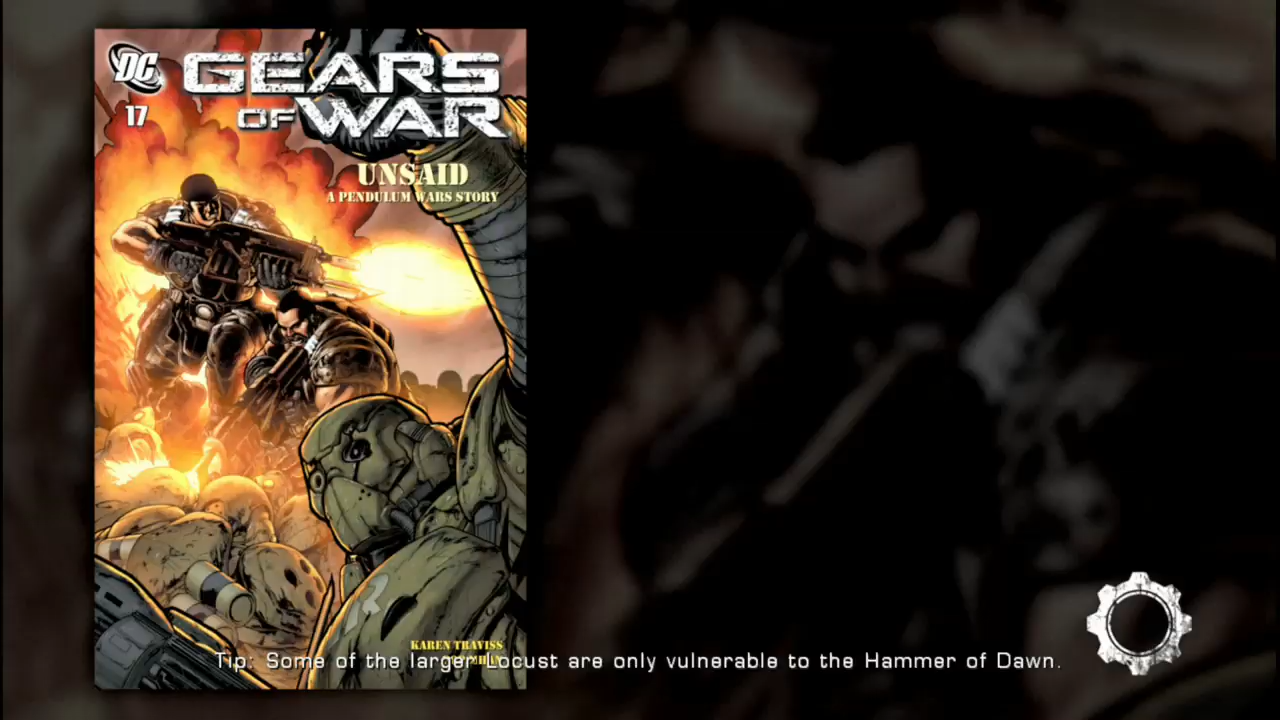 DC
17
GEARS
OF WAR
UNSAID
A PENDULUM WARS STORY
KAREN TRAVISS
Tip: Some of the larger Locust are only vulnerable to the Hammer of Dawn.